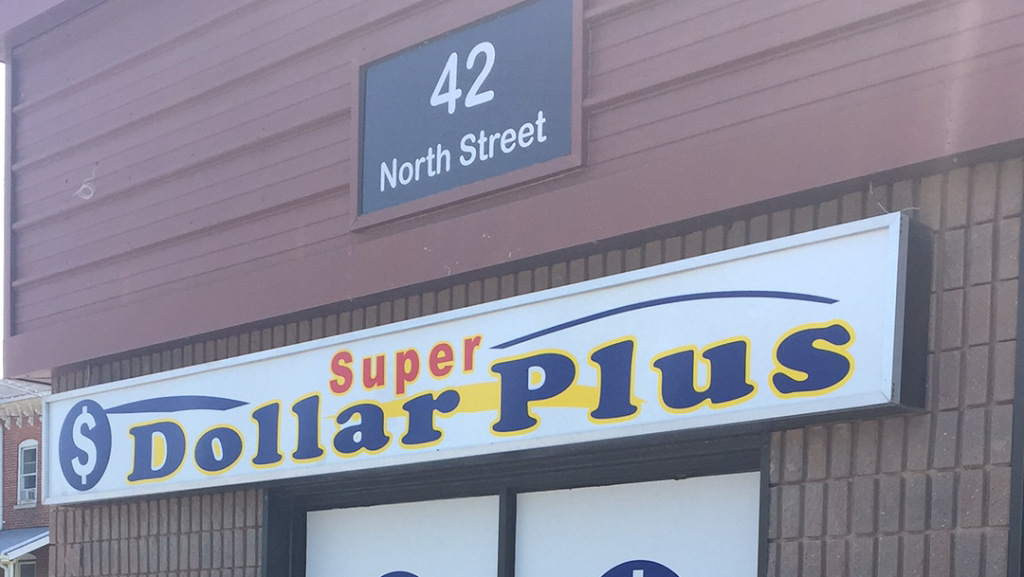 42
North Street
Super
$ Dollar Plus